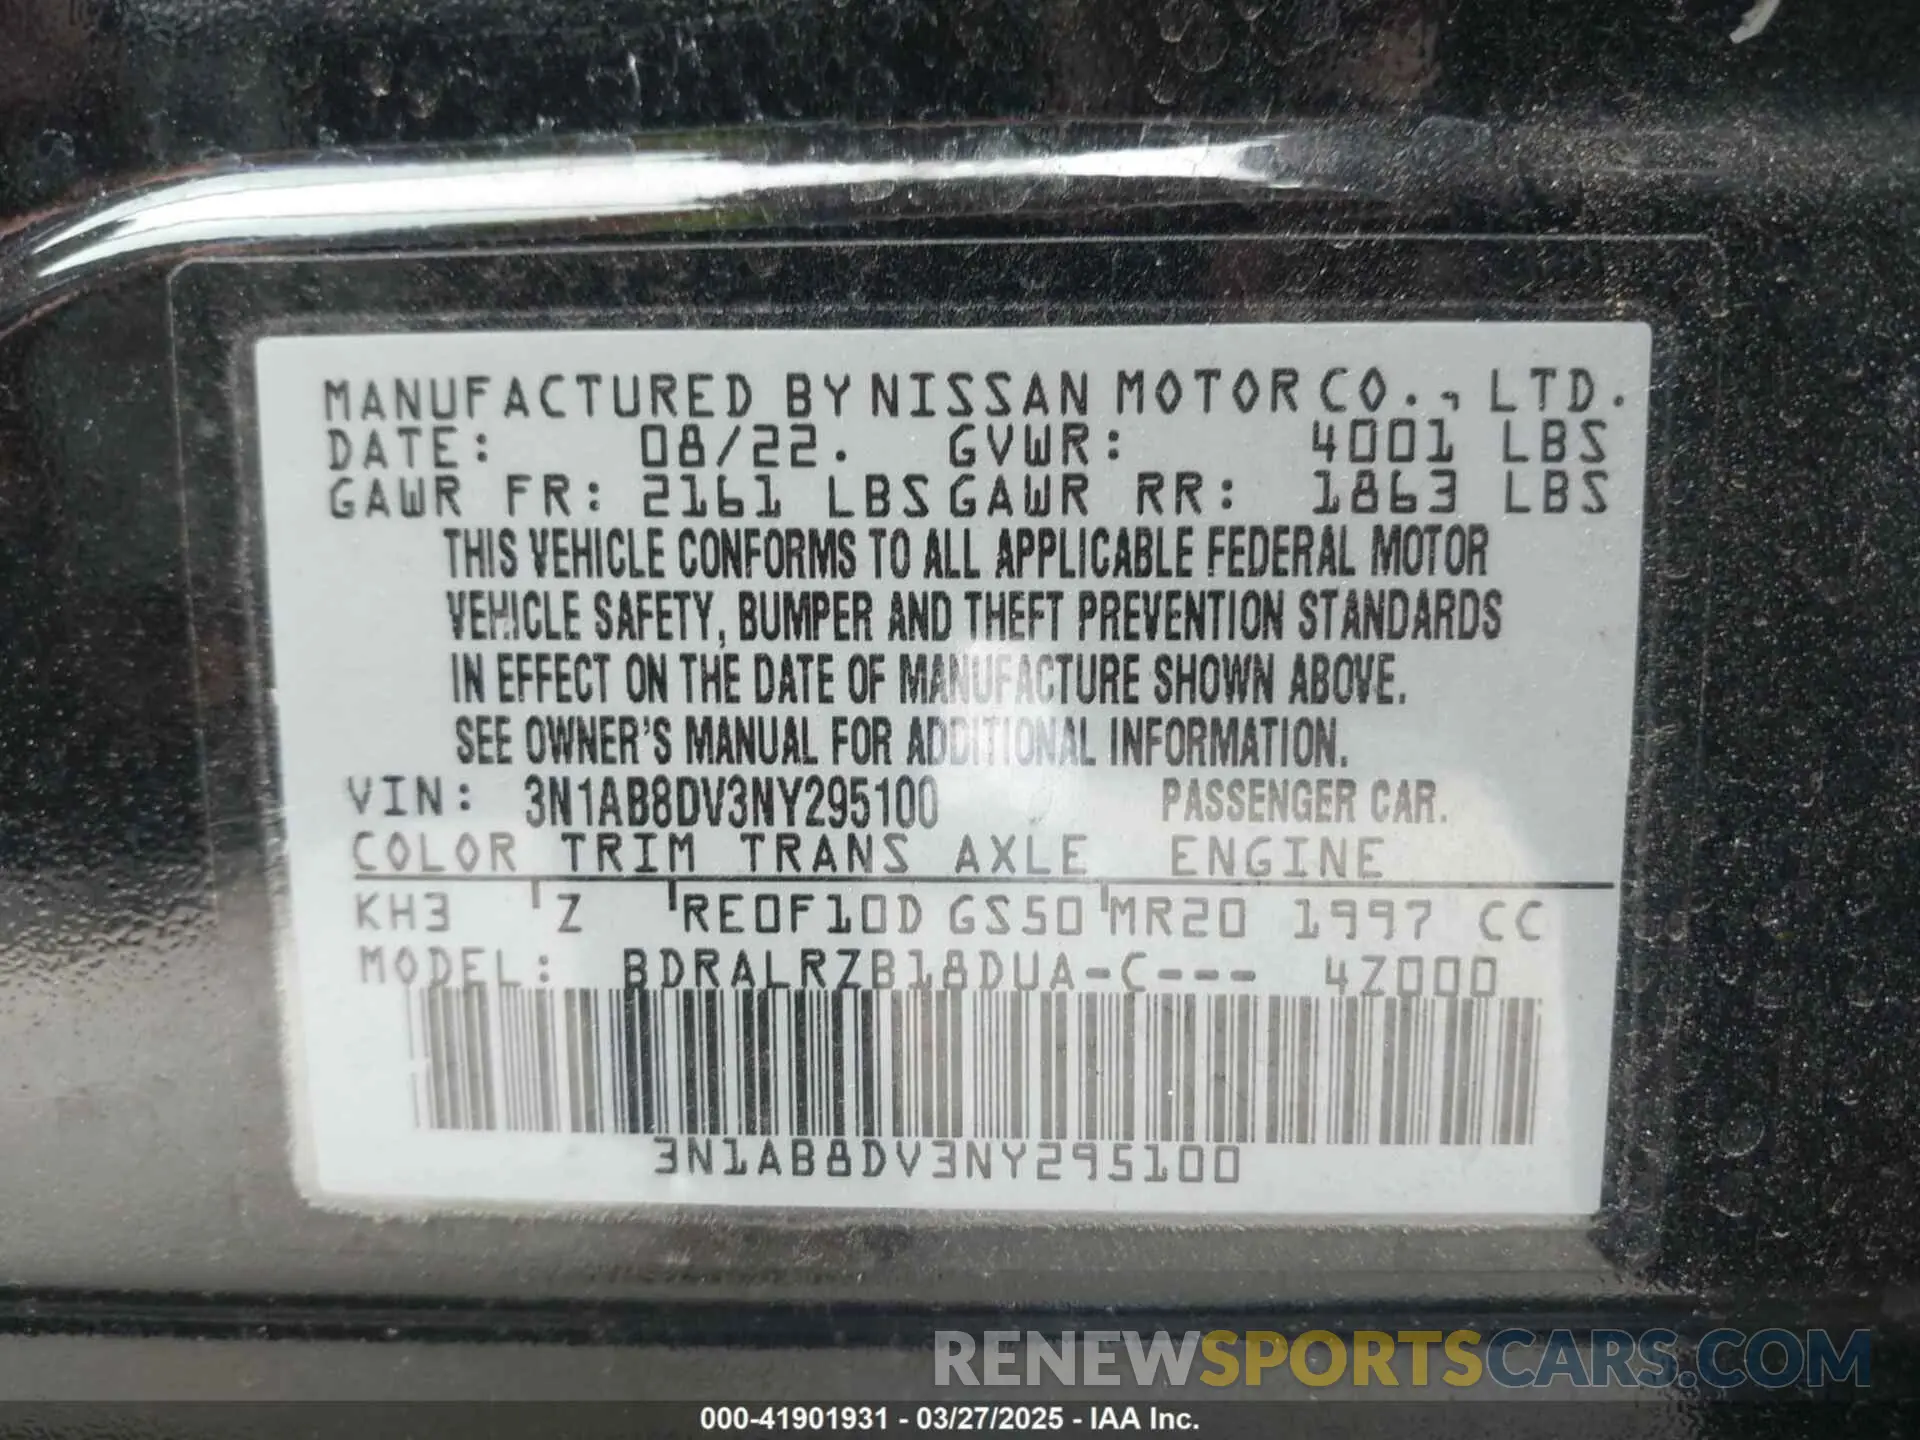 MANUFACTURED BY NISSAN MOTOR CO., LTD.
DATE: 08/22. GVWR: 4001 LBS
GAWR FR: 2161 LBS GAWR RR: 1863 LBS
THIS VEHICLE CONFORMS TO ALL APPLICABLE FEDERAL MOTOR
VEHICLE SAFETY, BUMPER AND THEFT PREVENTION STANDARDS
IN EFFECT ON THE DATE OF MANUFACTURE SHOWN ABOVE.
SEE OWNER'S MANUAL FOR ADDITIONAL INFORMATION.
VIN: 3N1AB8DV3NY295100 PASSENGER CAR.
COLOR TRIM TRANS AXLE ENGINE
KH3 Z RE0F10D GS50 MR20 1997 CC
MODEL: BDRALRZB18DUA-C--- 4Z000
3N1AB8DV3NY295100
RENEWSPORTSCARS.COM
000-41901931 - 03/27/2025 - IAA Inc.